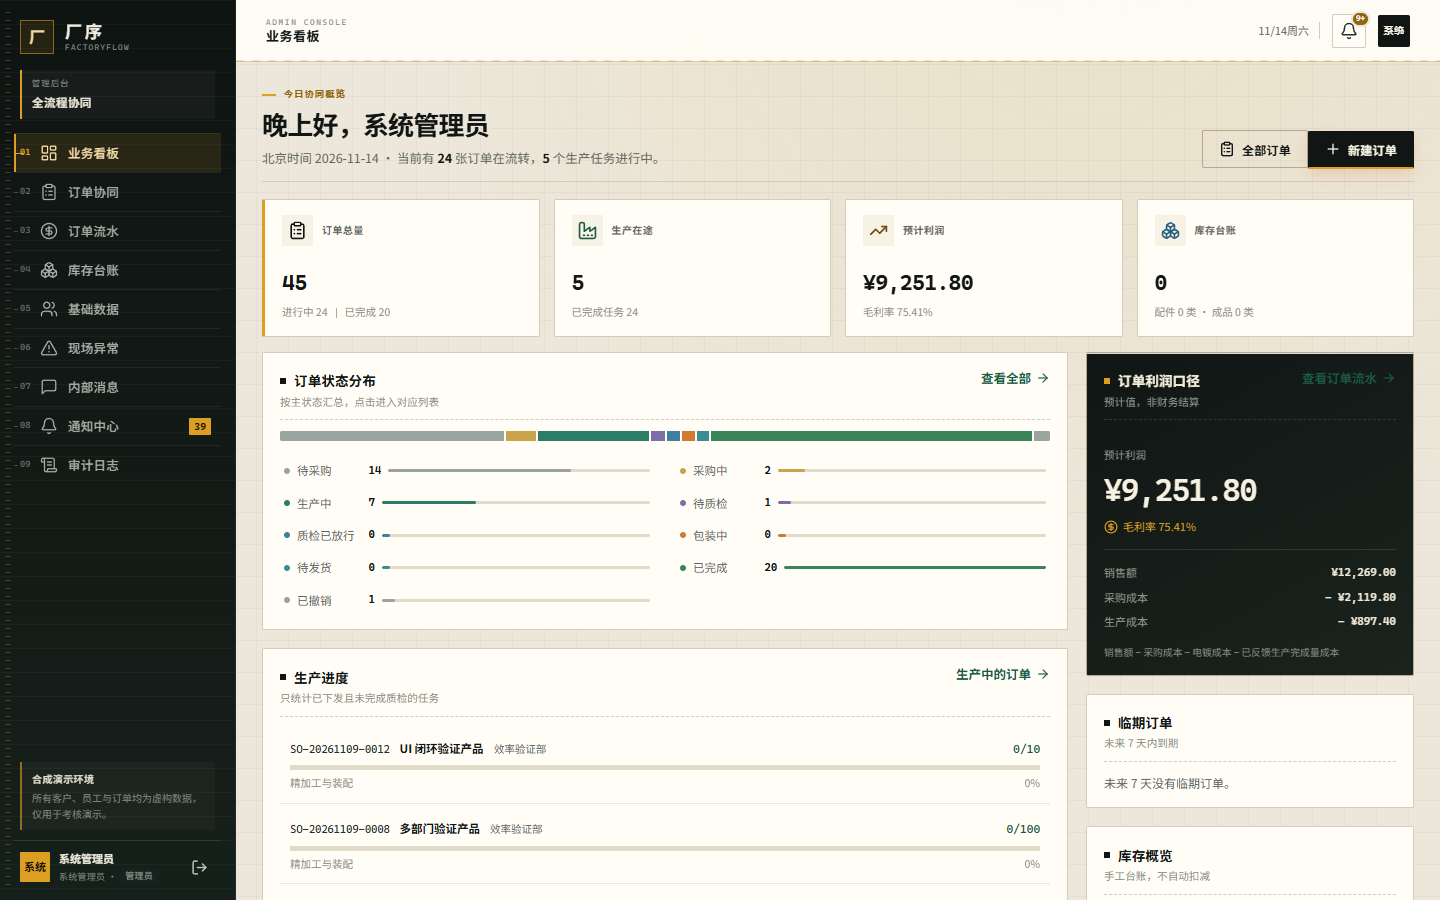 厂
厂序
FACTORYFLOW
管理后台
全流程协同
01 业务看板
02 订单协同
03 订单流水
04 库存台账
05 基础数据
06 现场异常
07 内部消息
08 通知中心 39
09 审计日志
合成演示环境
所有客户、员工与订单均为虚构数据，
仅用于考核演示。
系统
系统管理员
系统管理员 · 管理员
ADMIN CONSOLE
业务看板
11/14周六
9+
系统
今日协同概览
晚上好，系统管理员
北京时间 2026-11-14 · 当前有 24 张订单在流转，5 个生产任务进行中。
全部订单
新建订单
订单总量
45
进行中 24 | 已完成 20
生产在途
5
已完成任务 24
预计利润
¥9,251.80
毛利率 75.41%
库存台账
0
配件 0 类 · 成品 0 类
订单状态分布
查看全部 →
按主状态汇总，点击进入对应列表
待采购 14
采购中 2
生产中 7
待质检 1
质检已放行 0
包装中 0
待发货 0
已完成 20
已撤销 1
生产进度
生产中的订单 →
只统计已下发且未完成质检的任务
SO-20261109-0012 UI 闭环验证产品 效率验证部 0/10
精加工与装配 0%
SO-20261109-0008 多部门验证产品 效率验证部 0/100
精加工与装配 0%
订单利润口径
查看订单流水 →
预计值，非财务结算
预计利润
¥9,251.80
毛利率 75.41%
销售额 ¥12,269.00
采购成本 − ¥2,119.80
生产成本 − ¥897.40
销售额 − 采购成本 − 电镀成本 − 已反馈生产完成量成本
临期订单
未来 7 天内到期
未来 7 天没有临期订单。
库存概览
手工台账，不自动扣减